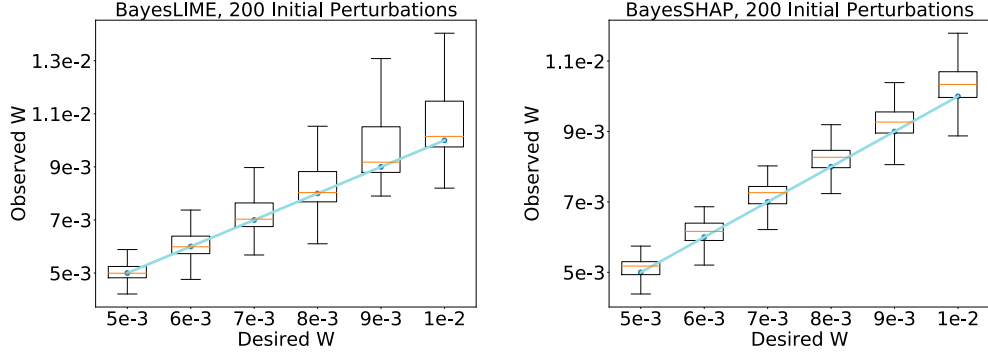 BayesLIME, 200 Initial Perturbations
Observed W
1.3e-2
1.1e-2
9e-3
7e-3
5e-3
5e-3 6e-3 7e-3 8e-3 9e-3 1e-2
Desired W
BayesSHAP, 200 Initial Perturbations
Observed W
1.1e-2
9e-3
7e-3
5e-3
5e-3 6e-3 7e-3 8e-3 9e-3 1e-2
Desired W